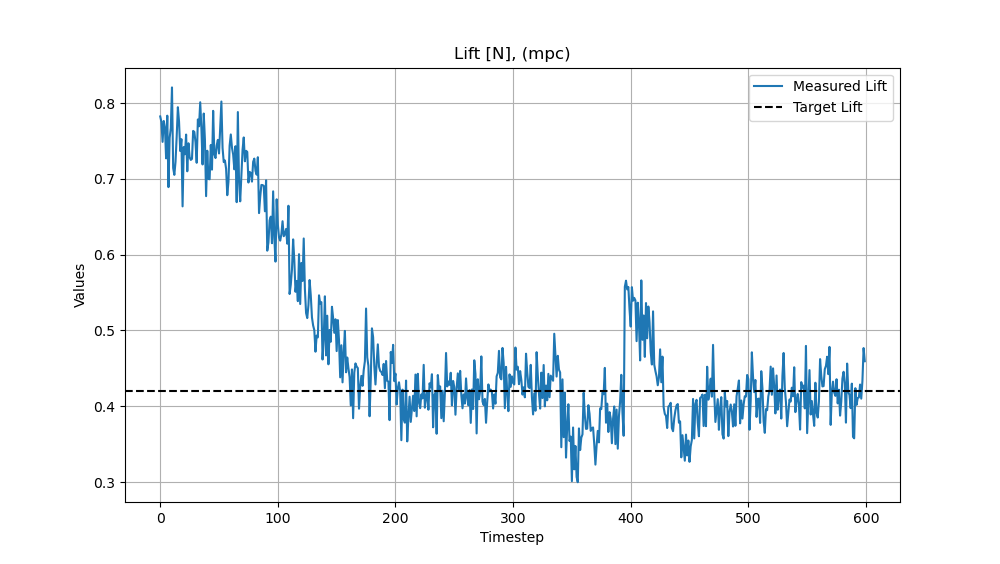 Lift [N], (mpc)
Measured Lift
Target Lift
Values
0.8
0.7
0.6
0.5
0.4
0.3
0 100 200 300 400 500 600
Timestep